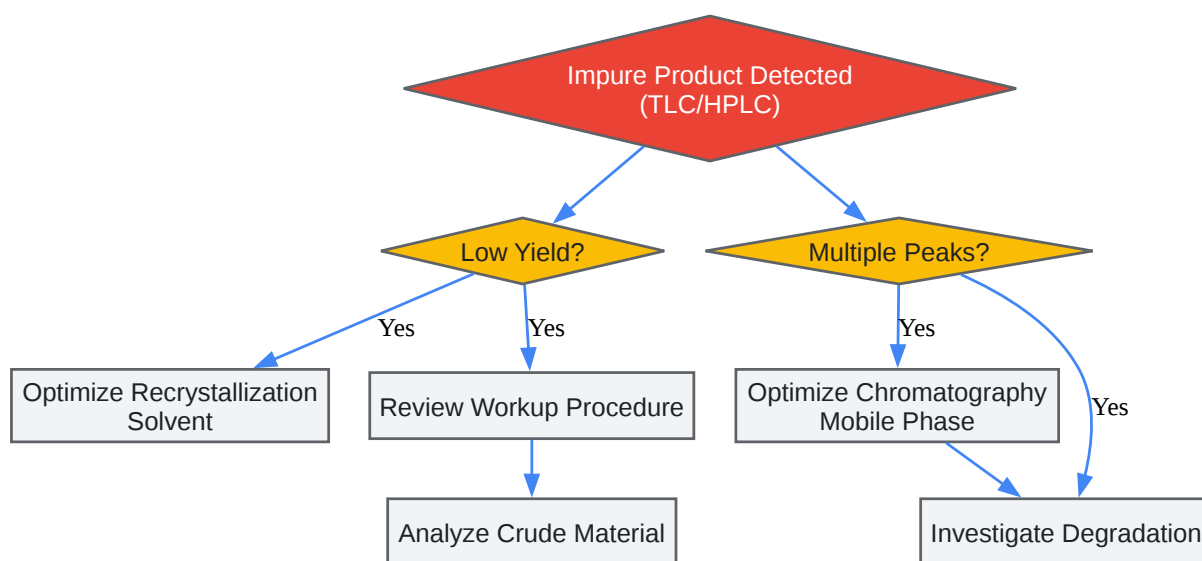 Impure Product Detected
(TLC/HPLC)
Low Yield?
Multiple Peaks?
Yes
Yes
Yes
Yes
Optimize Recrystallization
Solvent
Review Workup Procedure
Optimize Chromatography
Mobile Phase
Analyze Crude Material
Investigate Degradation